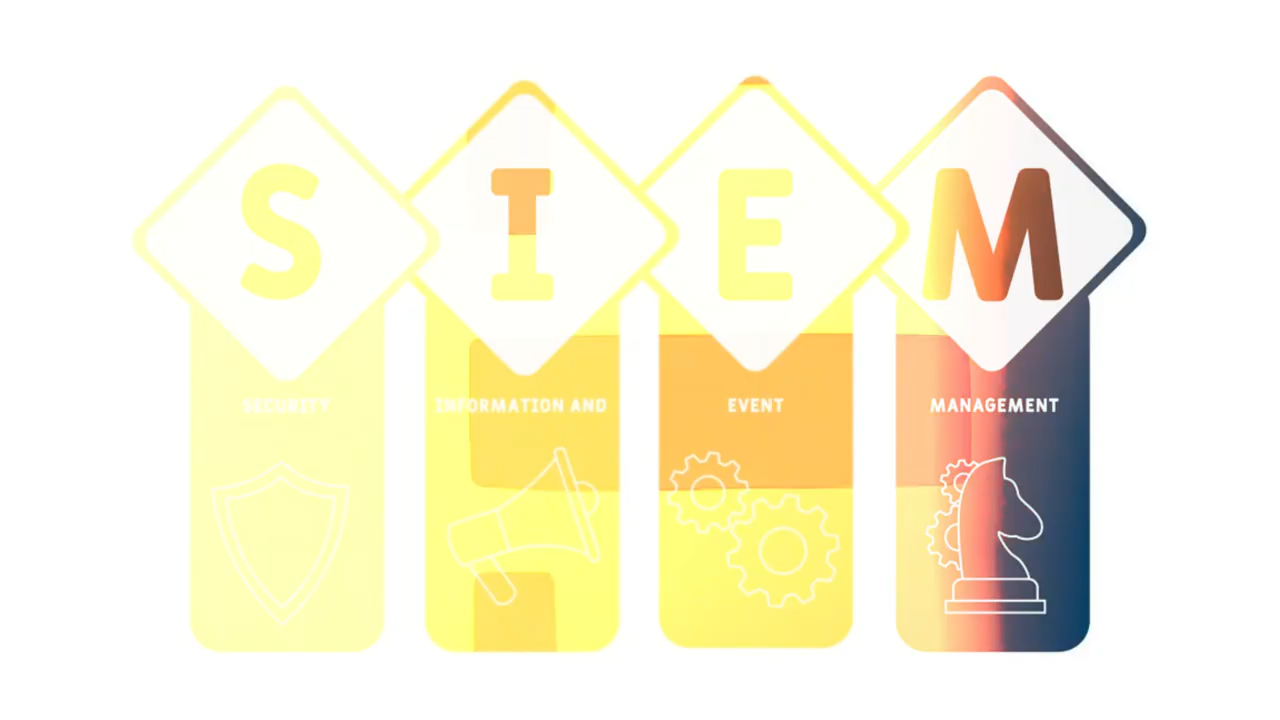 S I E M
SECURITY
INFORMATION AND
EVENT
MANAGEMENT